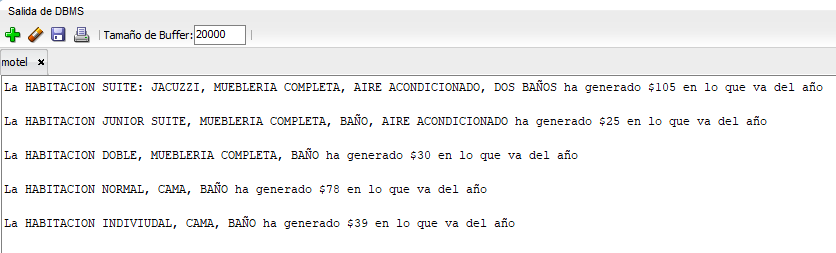 Salida de DBMS
Tamaño de Buffer: 20000
motel
La HABITACION SUITE: JACUZZI, MUEBLERIA COMPLETA, AIRE ACONDICIONADO, DOS BAÑOS ha generado $105 en lo que va del año
La HABITACION JUNIOR SUITE, MUEBLERIA COMPLETA, BAÑO, AIRE ACONDICIONADO ha generado $25 en lo que va del año
La HABITACION DOBLE, MUEBLERIA COMPLETA, BAÑO ha generado $30 en lo que va del año
La HABITACION NORMAL, CAMA, BAÑO ha generado $78 en lo que va del año
La HABITACION INDIVIUDAL, CAMA, BAÑO ha generado $39 en lo que va del año